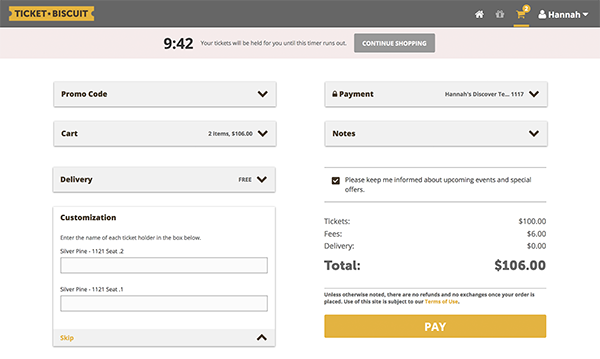 TICKET•BISCUIT
2
Hannah
9:42
Your tickets will be held for you until this timer runs out.
CONTINUE SHOPPING
Promo Code
Cart
2 items, $106.00
Delivery
FREE
Customization
Enter the name of each ticket holder in the box below.
Silver Pine - 1121 Seat .2
Silver Pine - 1121 Seat .1
Skip
Payment
Hannah's Discover Te... 1117
Notes
Please keep me informed about upcoming events and special
offers.
Tickets: $100.00
Fees: $6.00
Delivery: $0.00
Total: $106.00
Unless otherwise noted, there are no refunds and no exchanges once your order is
placed. Use of this site is subject to our Terms of Use.
PAY